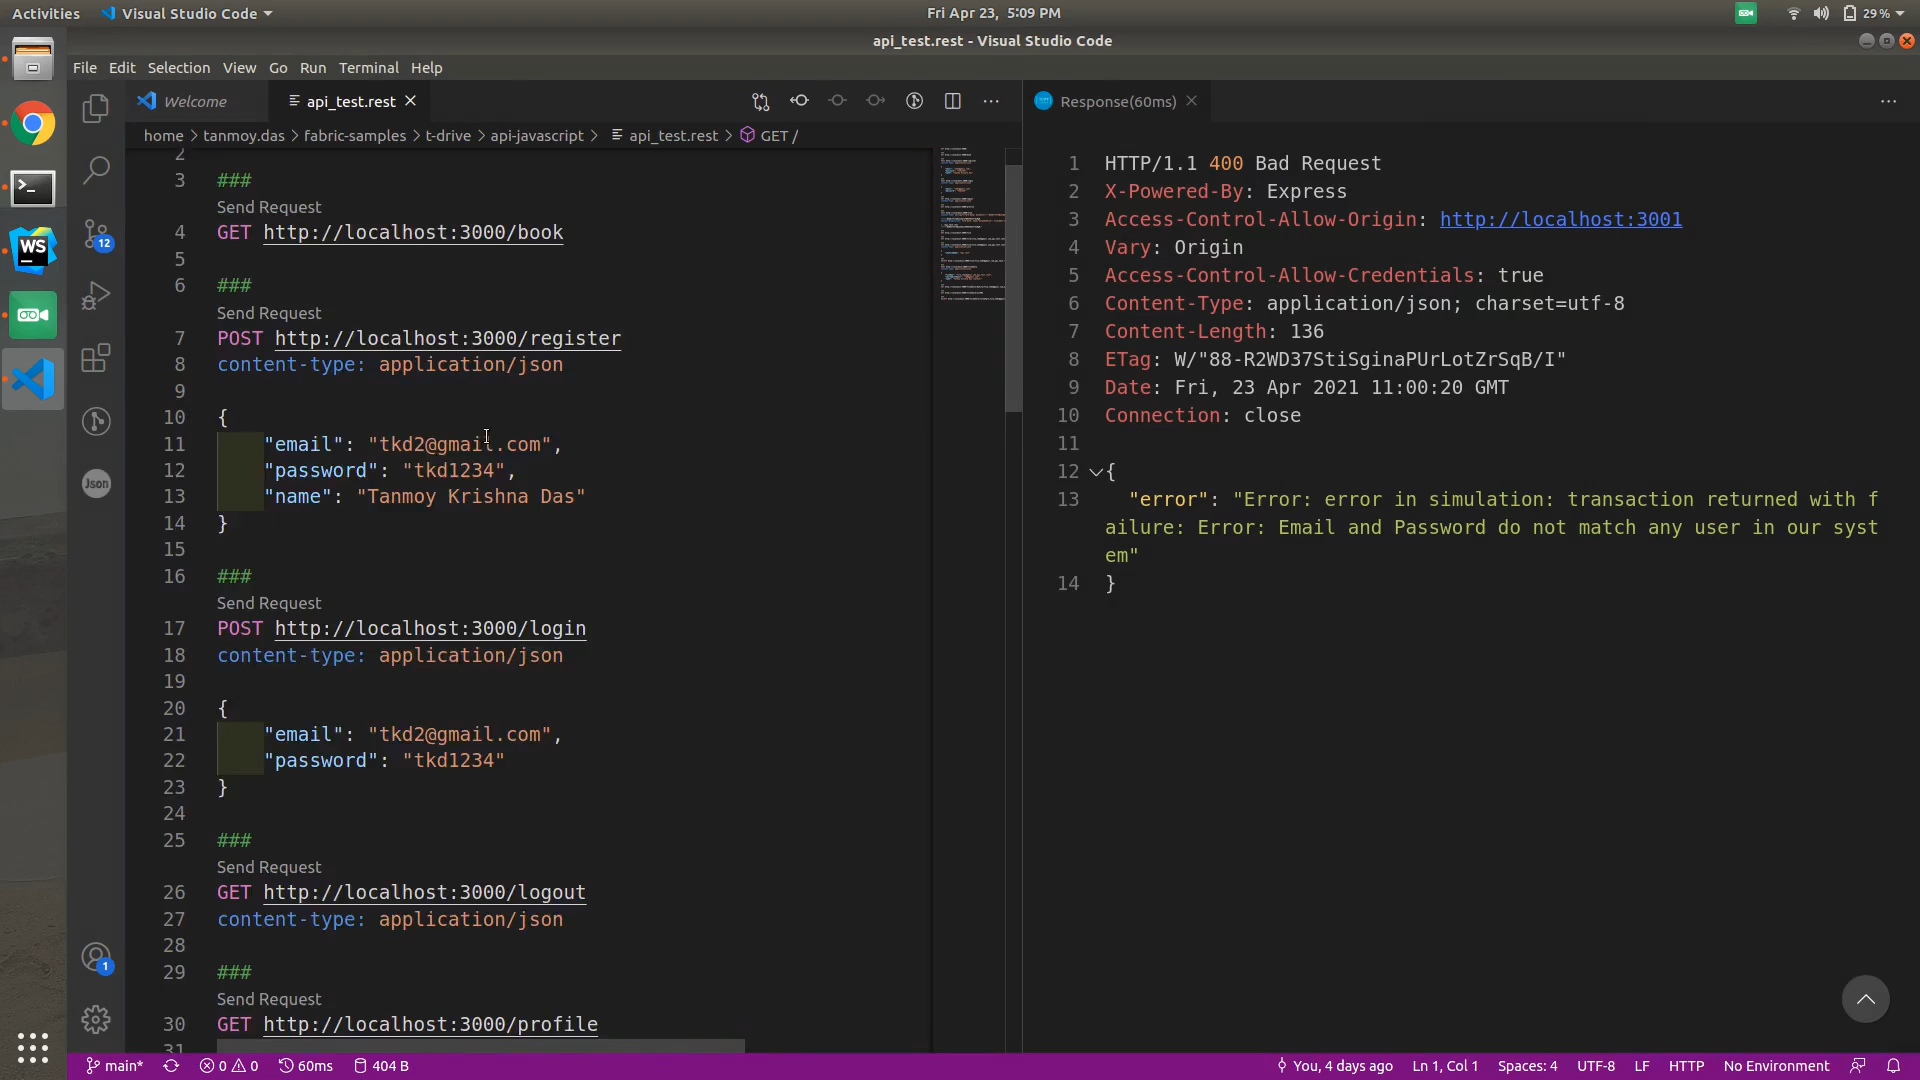 Activities
Visual Studio Code
Fri Apr 23, 5:09 PM
29 %
api_test.rest - Visual Studio Code
File Edit Selection View Go Run Terminal Help
Welcome
api_test.rest
Response(60ms)
home > tanmoy.das > fabric-samples > t-drive > api-javascript > api_test.rest > GET /
2
3 ###
Send Request
4 GET http://localhost:3000/book
5
6 ###
Send Request
7 POST http://localhost:3000/register
8 content-type: application/json
9
10 {
11 "email": "tkd2@gmail.com",
12 "password": "tkd1234",
13 "name": "Tanmoy Krishna Das"
14 }
15
16 ###
Send Request
17 POST http://localhost:3000/login
18 content-type: application/json
19
20 {
21 "email": "tkd2@gmail.com",
22 "password": "tkd1234"
23 }
24
25 ###
Send Request
26 GET http://localhost:3000/logout
27 content-type: application/json
28
29 ###
Send Request
30 GET http://localhost:3000/profile
31
1 HTTP/1.1 400 Bad Request
2 X-Powered-By: Express
3 Access-Control-Allow-Origin: http://localhost:3001
4 Vary: Origin
5 Access-Control-Allow-Credentials: true
6 Content-Type: application/json; charset=utf-8
7 Content-Length: 136
8 ETag: W/"88-R2WD37StiSginaPUrLotZrSqB/I"
9 Date: Fri, 23 Apr 2021 11:00:20 GMT
10 Connection: close
11
12 {
13 "error": "Error: error in simulation: transaction returned with f
ailure: Error: Email and Password do not match any user in our syst
em"
14 }
WS
12
Json
1
main*
0
0
60ms
404 B
You, 4 days ago
Ln 1, Col 1
Spaces: 4
UTF-8
LF
HTTP
No Environment